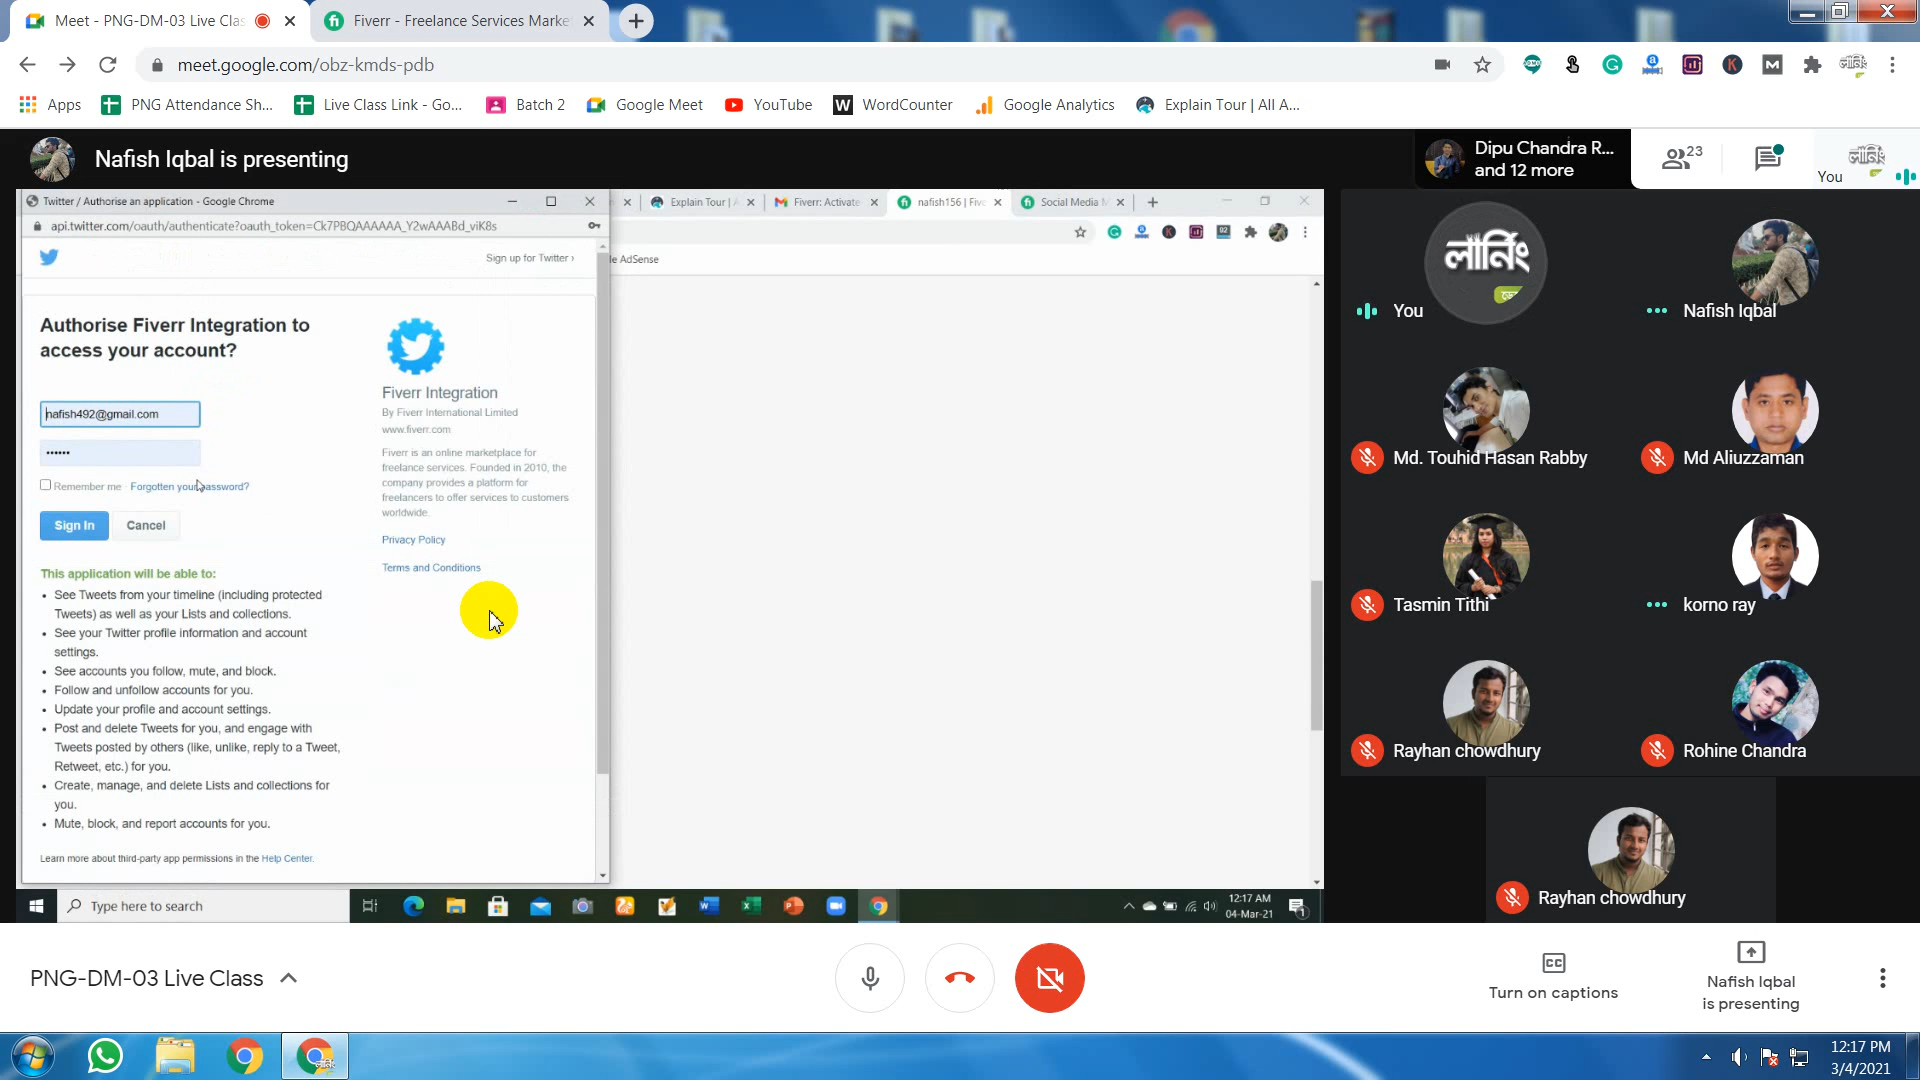 Meet - PNG-DM-03 Live Clas
Fiverr - Freelance Services Marke
meet.google.com/obz-kmds-pdb
Apps
PNG Attendance Sh...
Live Class Link - Go...
Batch 2
Google Meet
YouTube
WordCounter
Google Analytics
Explain Tour | All A...
Nafish Iqbal is presenting
Dipu Chandra R...
and 12 more
23
You
Twitter / Authorise an application - Google Chrome
Explain Tour | A
Fiverr: Activate
nafish156 | Five
Social Media M
api.twitter.com/oauth/authenticate?oauth_token=Ck7PBQAAAAAA_Y2wAAABd_viK8s
Sign up for Twitter ›
le AdSense
Authorise Fiverr Integration to
access your account?
nafish492@gmail.com
Remember me · Forgotten your password?
Sign In
Cancel
Fiverr Integration
By Fiverr International Limited
www.fiverr.com
Fiverr is an online marketplace for
freelance services. Founded in 2010, the
company provides a platform for
freelancers to offer services to customers
worldwide.
Privacy Policy
Terms and Conditions
This application will be able to:
• See Tweets from your timeline (including protected
Tweets) as well as your Lists and collections.
• See your Twitter profile information and account
settings.
• See accounts you follow, mute, and block.
• Follow and unfollow accounts for you.
• Update your profile and account settings.
• Post and delete Tweets for you, and engage with
Tweets posted by others (like, unlike, reply to a Tweet,
Retweet, etc.) for you.
• Create, manage, and delete Lists and collections for
you.
• Mute, block, and report accounts for you.
Learn more about third-party app permissions in the Help Center.
লার্নিং
You
Nafish Iqbal
Md. Touhid Hasan Rabby
Md Aliuzzaman
Tasmin Tithi
korno ray
Rayhan chowdhury
Rohine Chandra
Rayhan chowdhury
Type here to search
12:17 AM
04-Mar-21
PNG-DM-03 Live Class
Turn on captions
Nafish Iqbal
is presenting
12:17 PM
3/4/2021